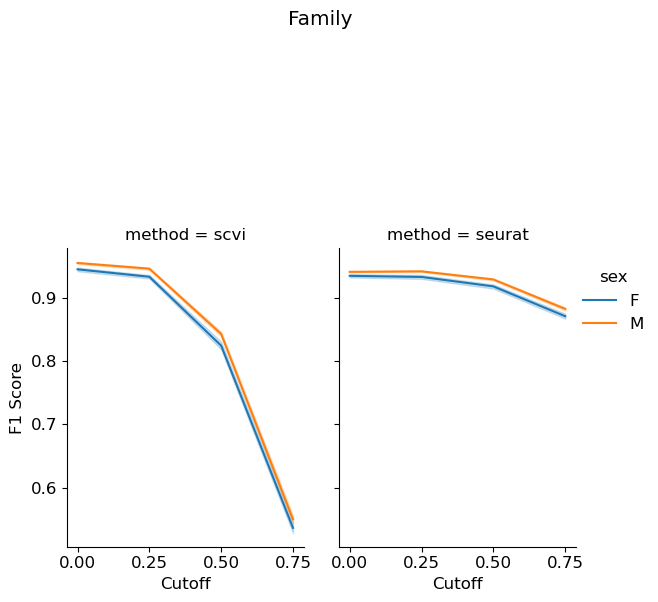 Family
method = scvi
method = seurat
F1 Score
0.9
0.8
0.7
0.6
0.00
0.25
0.50
0.75
Cutoff
0.00
0.25
0.50
0.75
Cutoff
sex
F
M